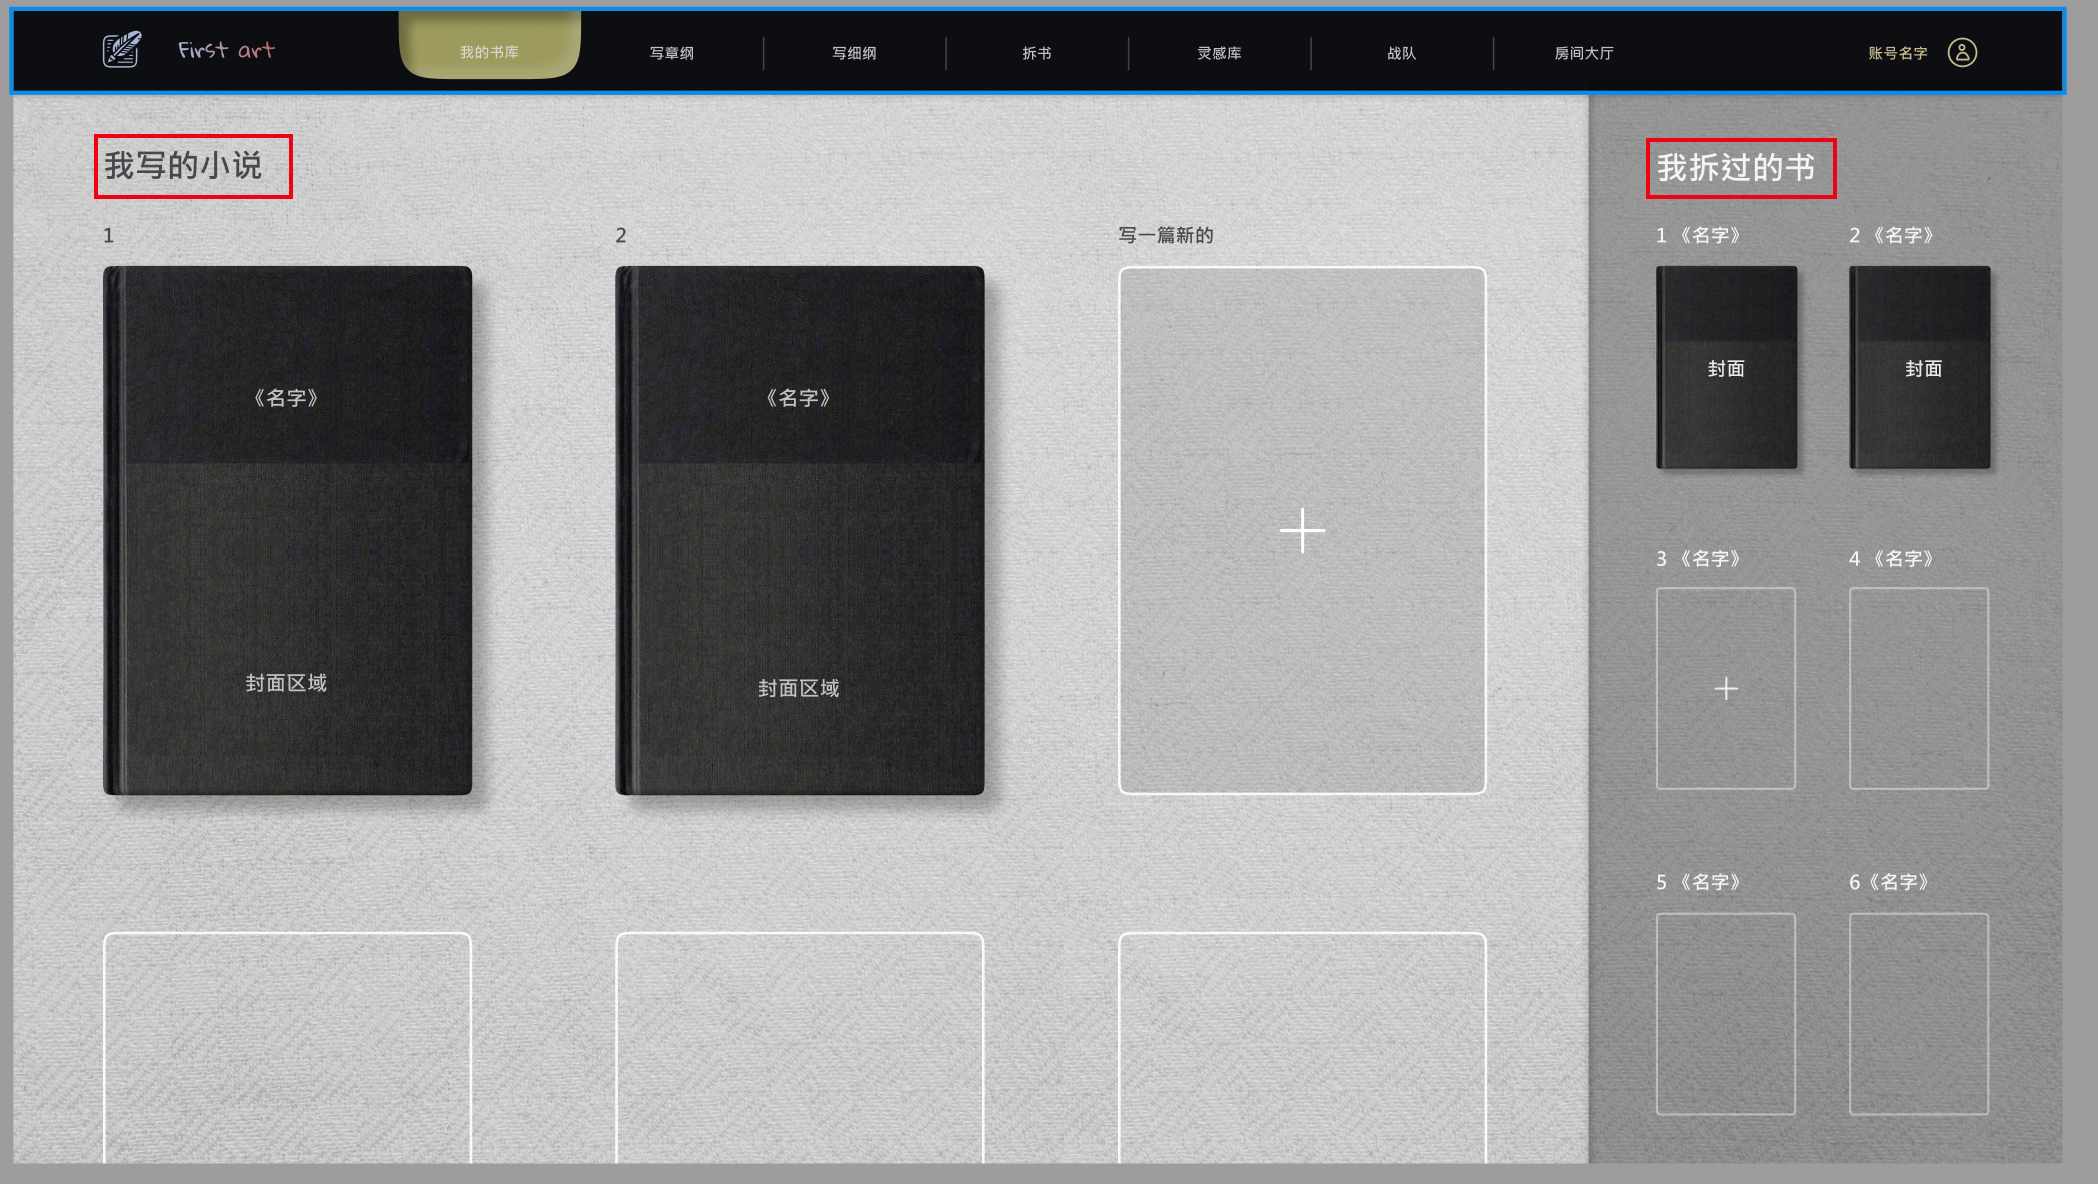 First art
我的书库
写章纲
写细纲
拆书
灵感库
战队
房间大厅
账号名字
我写的小说
1
2
写一篇新的
《名字》
《名字》
封面区域
封面区域
我拆过的书
1 《名字》
2 《名字》
封面
封面
3 《名字》
4 《名字》
5 《名字》
6《名字》